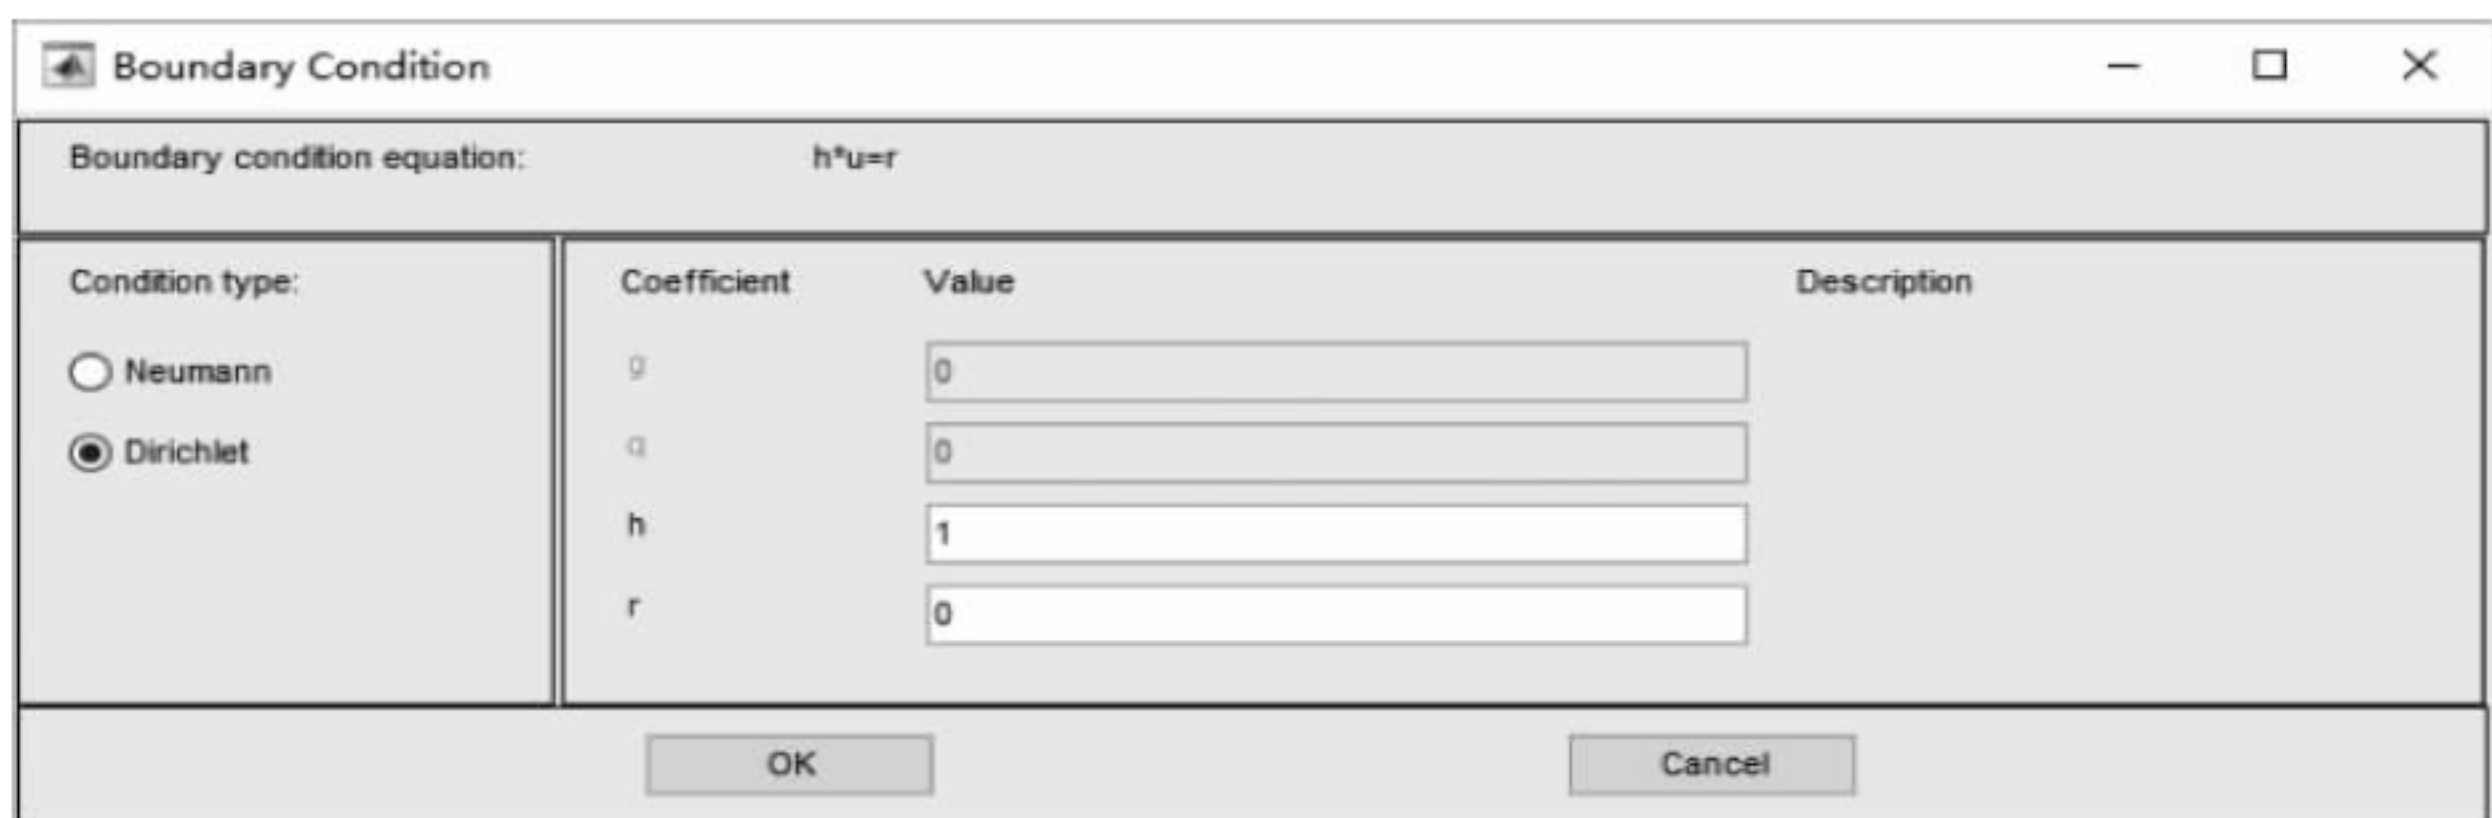 Boundary Condition
Boundary condition equation: h*u=r
Condition type:
Neumann
Dirichlet
Coefficient Value Description
g 0
q 0
h 1
r 0
OK Cancel